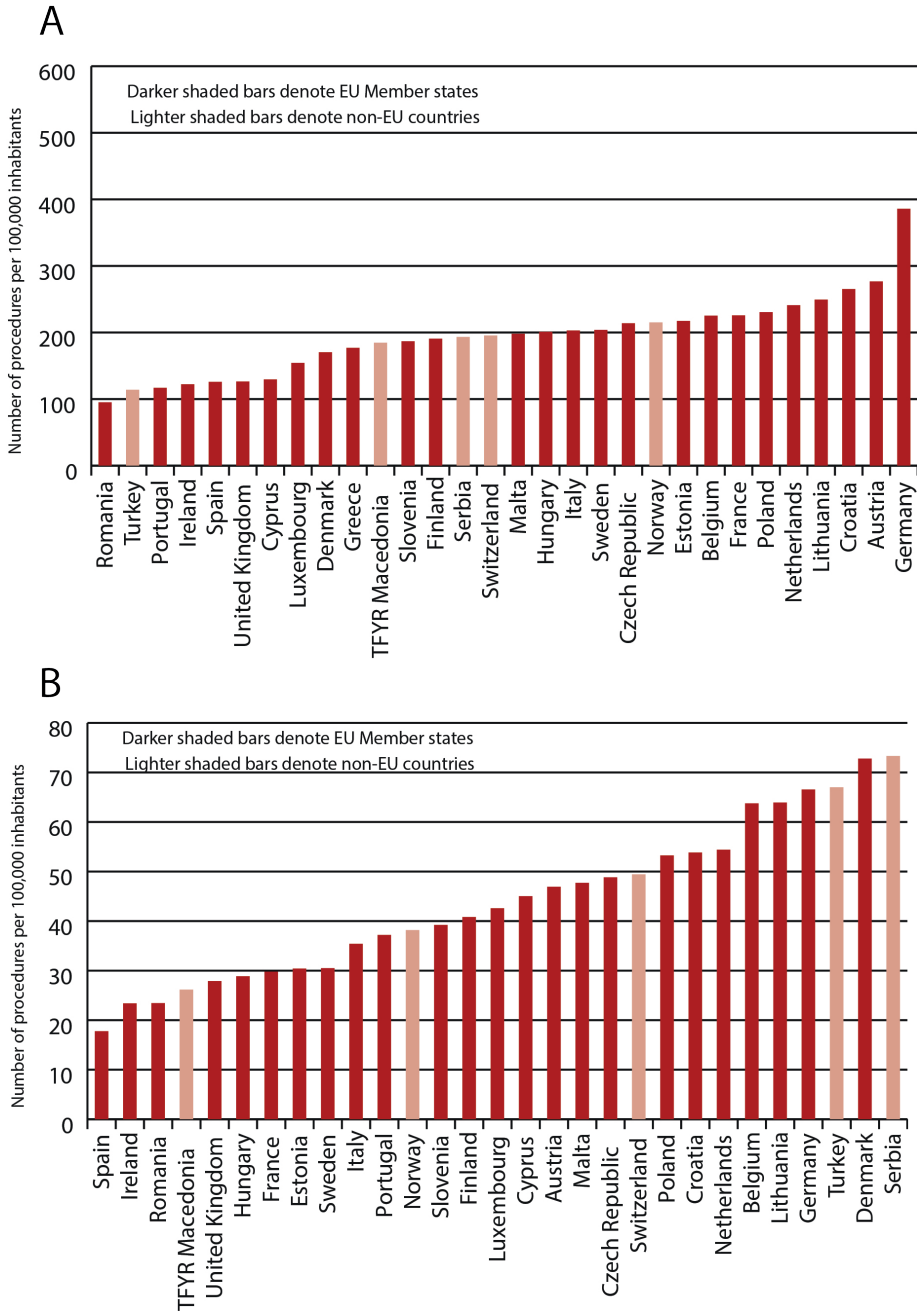 A
600
500
400
300
200
100
0
Number of procedures per 100,000 inhabitants
Darker shaded bars denote EU Member states
Lighter shaded bars denote non-EU countries
Romania
Turkey
Portugal
Ireland
Spain
United Kingdom
Cyprus
Luxembourg
Denmark
Greece
TFYR Macedonia
Slovenia
Finland
Serbia
Switzerland
Malta
Hungary
Italy
Sweden
Czech Republic
Norway
Estonia
Belgium
France
Poland
Netherlands
Lithuania
Croatia
Austria
Germany
B
80
70
60
50
40
30
20
10
0
Number of procedures per 100,000 inhabitants
Darker shaded bars denote EU Member states
Lighter shaded bars denote non-EU countries
Spain
Ireland
Romania
TFYR Macedonia
United Kingdom
Hungary
France
Estonia
Sweden
Italy
Portugal
Norway
Slovenia
Finland
Luxembourg
Cyprus
Austria
Malta
Czech Republic
Switzerland
Poland
Croatia
Netherlands
Belgium
Lithuania
Germany
Turkey
Denmark
Serbia